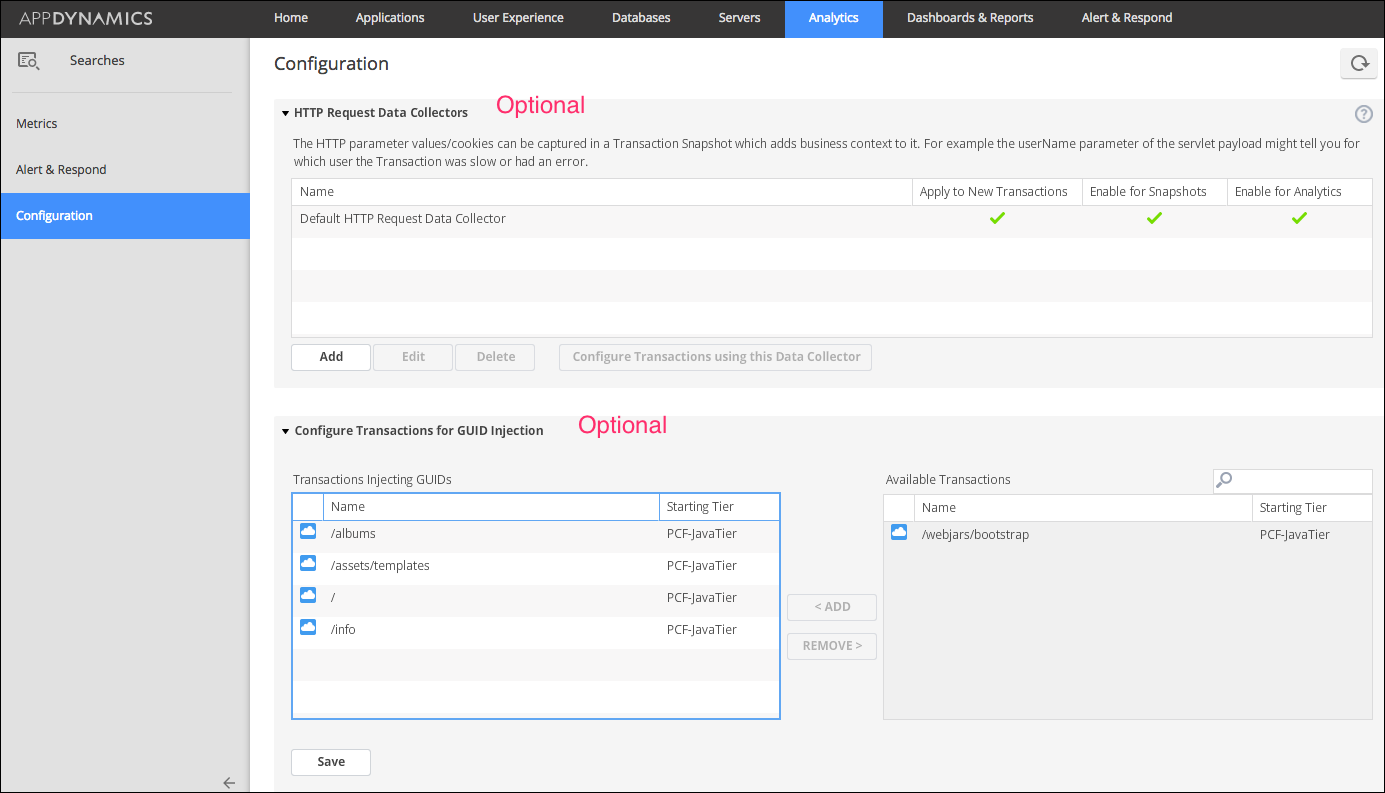 APPDYNAMICS
Home Applications User Experience Databases Servers Analytics Dashboards & Reports Alert & Respond
Searches
Metrics
Alert & Respond
Configuration
Configuration
HTTP Request Data Collectors Optional
?
The HTTP parameter values/cookies can be captured in a Transaction Snapshot which adds business context to it. For example the userName parameter of the servlet payload might tell you for
which user the Transaction was slow or had an error.
Name Apply to New Transactions Enable for Snapshots Enable for Analytics
Default HTTP Request Data Collector
Add Edit Delete Configure Transactions using this Data Collector
Configure Transactions for GUID Injection Optional
Transactions Injecting GUIDs
Name Starting Tier
/albums PCF-JavaTier
/assets/templates PCF-JavaTier
/ PCF-JavaTier
/info PCF-JavaTier
< ADD
REMOVE >
Available Transactions
Name Starting Tier
/webjars/bootstrap PCF-JavaTier
Save